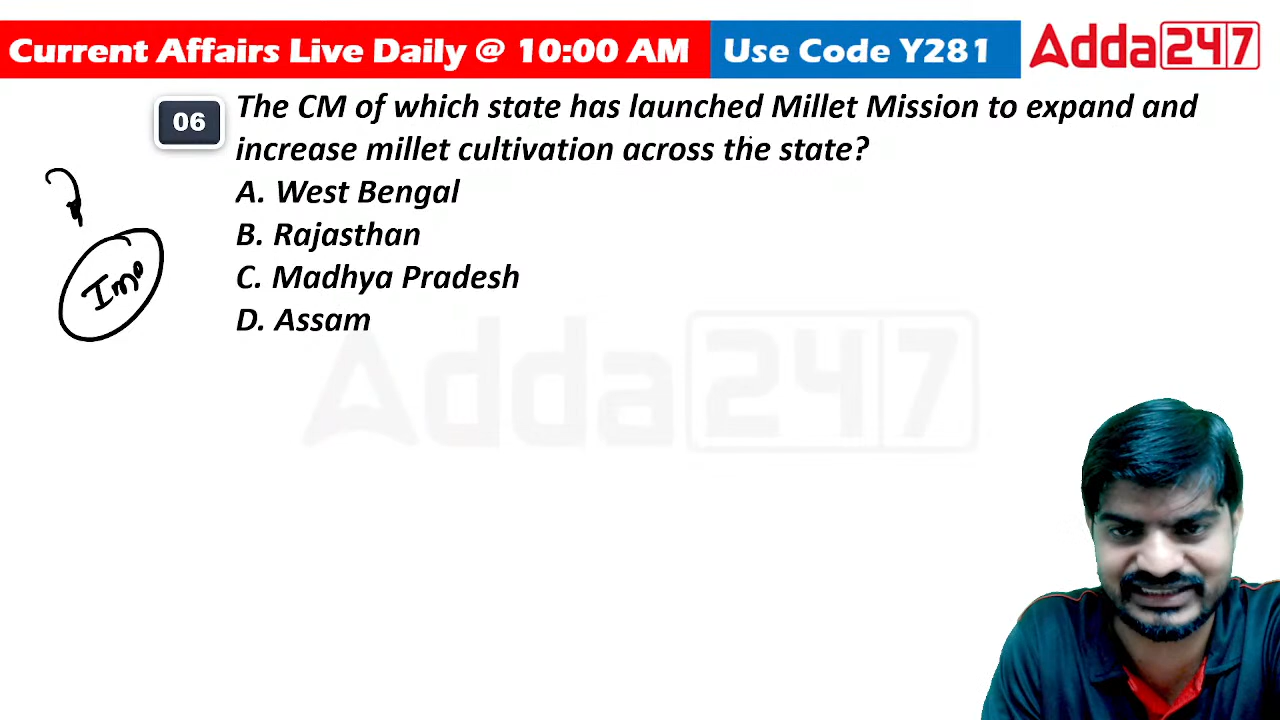 Current Affairs Live Daily @ 10:00 AM
Use Code Y281
Adda247
06
The CM of which state has launched Millet Mission to expand and
increase millet cultivation across the state?
A. West Bengal
B. Rajasthan
C. Madhya Pradesh
D. Assam
Imp
Adda247